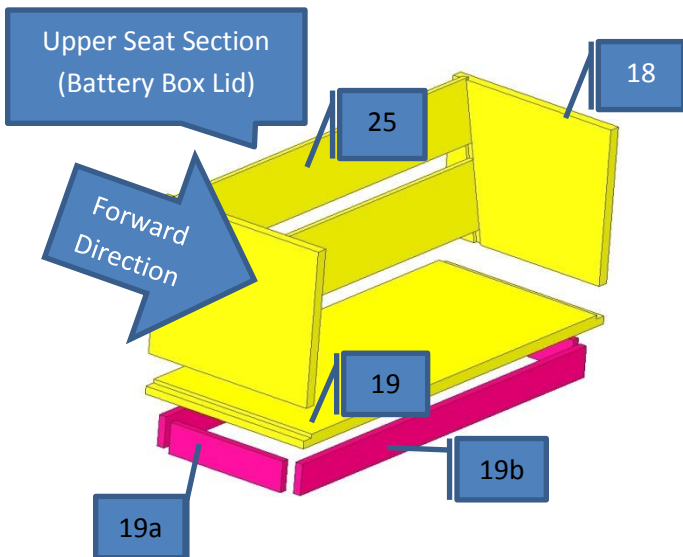 Upper Seat Section
(Battery Box Lid)
18
25
Forward
Direction
19
19b
19a